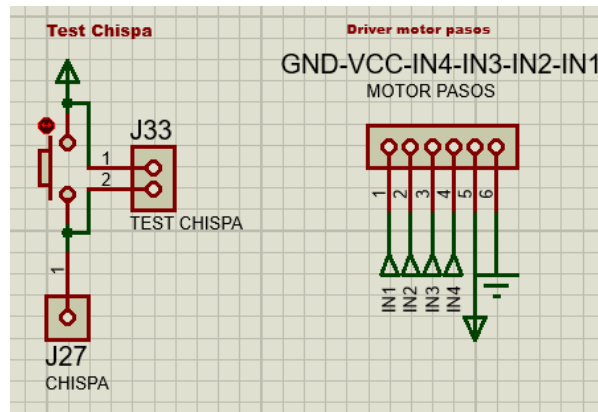 Test Chispa
J33
1
2
TEST CHISPA
1
J27
CHISPA
Driver motor pasos
GND-VCC-IN4-IN3-IN2-IN1
MOTOR PASOS
1
2
3
4
5
6
IN1
IN2
IN3
IN4